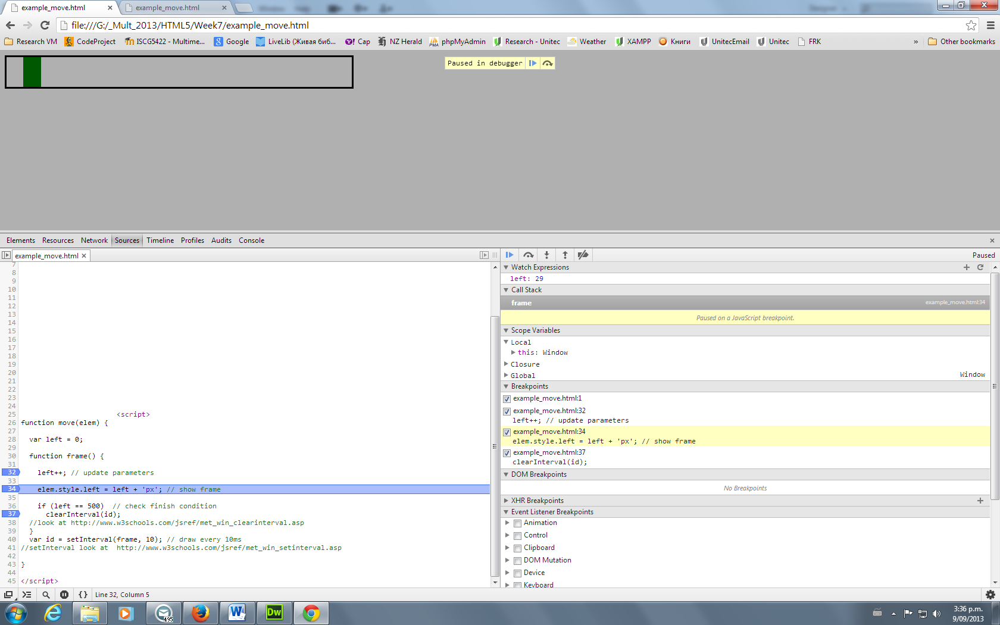 example_move.html
example_move.html
file:///G:/_Mult_2013/HTML5/Week7/example_move.html
Research VM
CodeProject
ISCG5422 - Multime...
Google
LiveLib (Живая биб...
Cap
NZ Herald
phpMyAdmin
Research - Unitec
Weather
XAMPP
Книги
UnitecEmail
Unitec
FRK
»
Other bookmarks
Paused in debugger
Elements Resources Network Sources Timeline Profiles Audits Console
example_move.html
Paused
7
8
9
10
11
12
13
14
15
16
17
18
19
20
21
22
23
24
25 <script>
26 function move(elem) {
27
28 var left = 0;
29
30 function frame() {
31
32 left++; // update parameters
33
34 elem.style.left = left + 'px'; // show frame
35
36 if (left == 500) // check finish condition
37 clearInterval(id);
38 //look at http://www.w3schools.com/jsref/met_win_clearinterval.asp
39 }
40 var id = setInterval(frame, 10); // draw every 10ms
41 //setInterval look at http://www.w3schools.com/jsref/met_win_setinterval.asp
42
43 }
44
45 </script>
Watch Expressions
left: 29
Call Stack
frame example_move.html:34
Paused on a JavaScript breakpoint.
Scope Variables
Local
this: Window
Closure
Global Window
Breakpoints
example_move.html:1
example_move.html:32
left++; // update parameters
example_move.html:34
elem.style.left = left + 'px'; // show frame
example_move.html:37
clearInterval(id);
DOM Breakpoints
No Breakpoints
XHR Breakpoints
Event Listener Breakpoints
Animation
Control
Clipboard
DOM Mutation
Device
Keyboard
{ } Line 32, Column 5
495
W
Dw
3:36 p.m.
9/09/2013